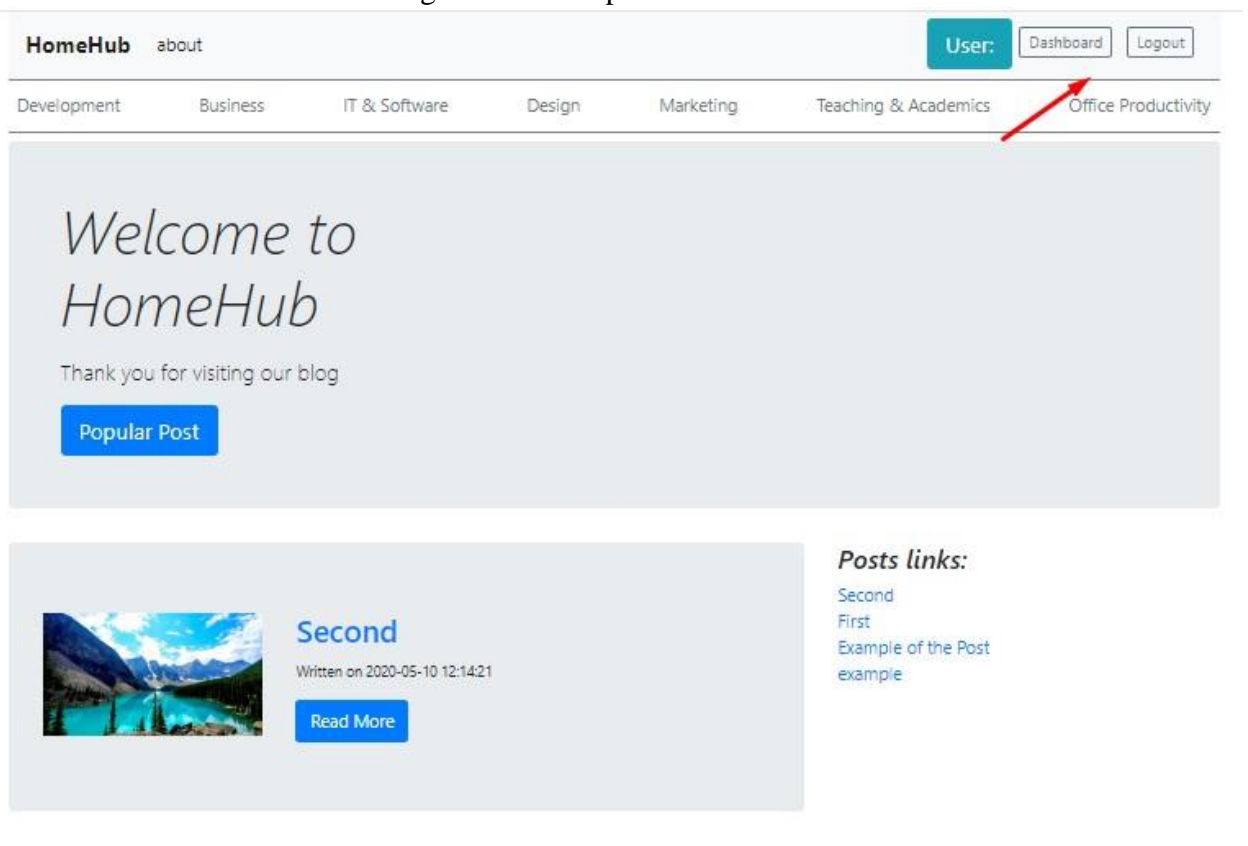 HomeHub about User: Dashboard Logout
Development Business IT & Software Design Marketing Teaching & Academics Office Productivity
Welcome to
HomeHub
Thank you for visiting our blog
Popular Post
Second
Written on 2020-05-10 12:14:21
Read More
Posts links:
Second
First
Example of the Post
example